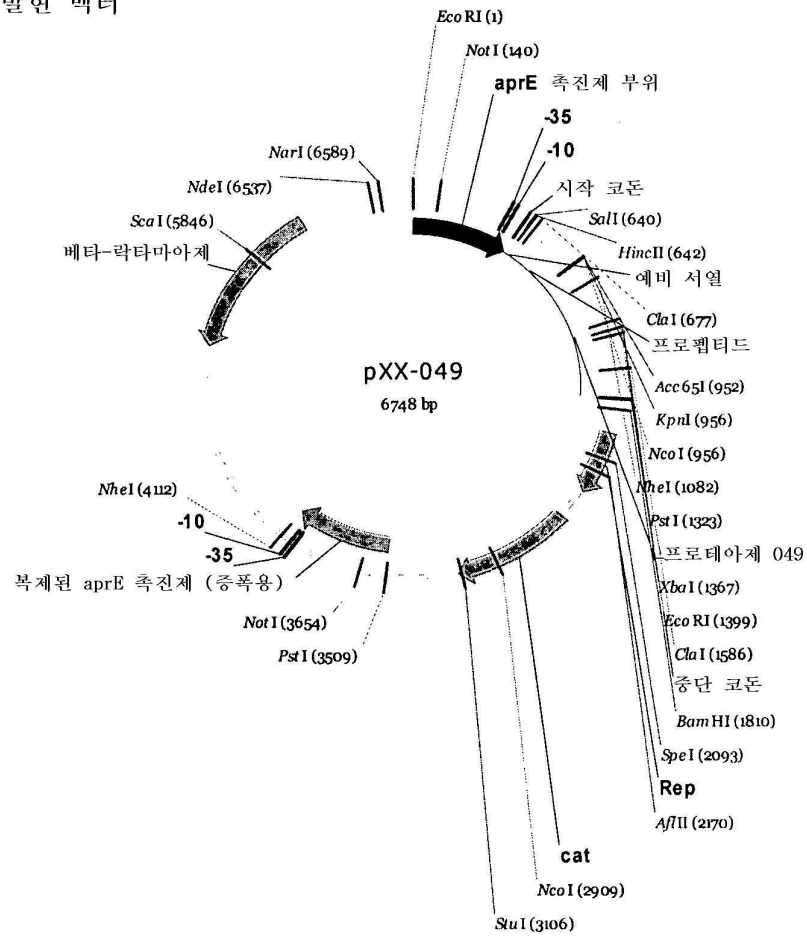 발현 벡터
EcoRI (1)
NotI (140)
aprE 촉진제 부위
-35
-10
시작 코돈
SalI (640)
HincII (642)
예비 서열
ClaI (677)
프로펩티드
Acc65I (952)
KpnI (956)
NcoI (956)
NheI (1082)
PstI (1323)
프로테아제 049
XbaI (1367)
EcoRI (1399)
ClaI (1586)
중단 코돈
BamHI (1810)
SpeI (2093)
Rep
AflII (2170)
cat
NcoI (2909)
StuI (3106)
PstI (3509)
NotI (3654)
복제된 aprE 촉진제 (증폭용)
-35
-10
NheI (4112)
베타-락타마아제
ScaI (5846)
NdeI (6537)
NarI (6589)
pXX-049
6748 bp